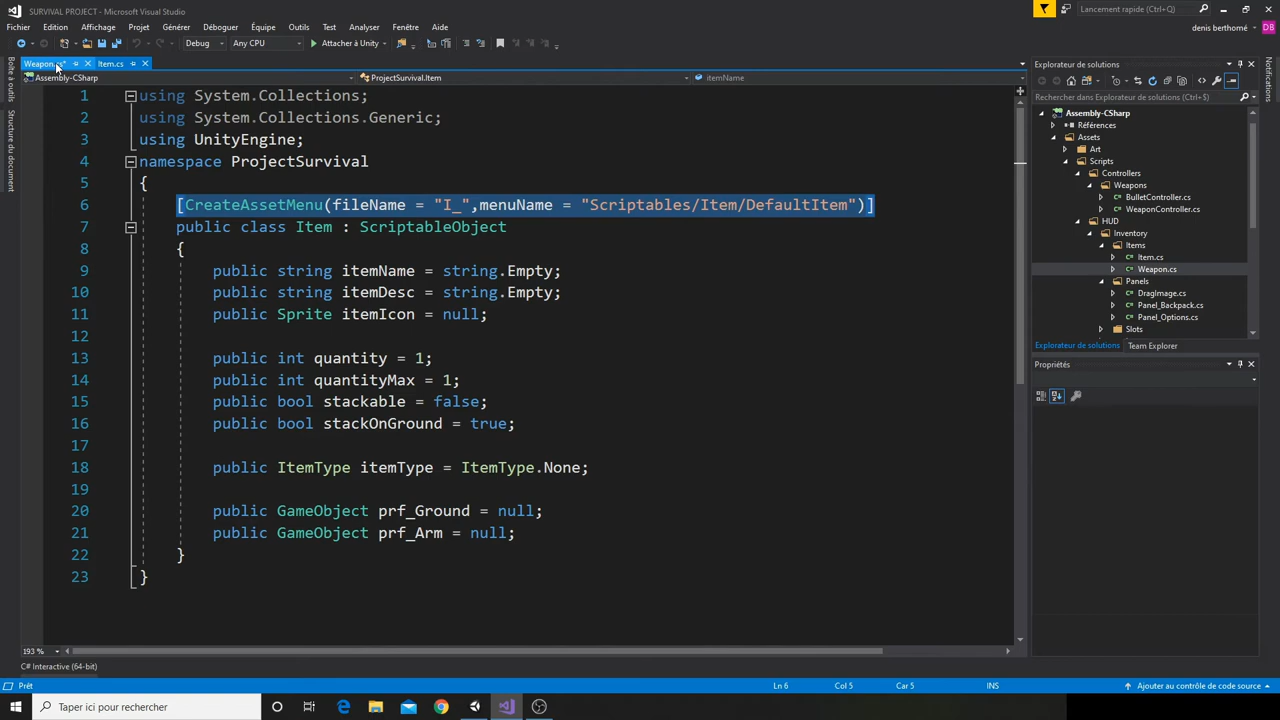 SURVIVAL PROJECT - Microsoft Visual Studio
Lancement rapide (Ctrl+Q)
Fichier Edition Affichage Projet Générer Déboguer Équipe Outils Test Analyser Fenêtre Aide
denis berthomé DB
Debug Any CPU Attacher à Unity
Weapon.cs* Item.cs
Assembly-CSharp ProjectSurvival.Item itemName
Boîte à outils
Structure du document
1 using System.Collections;
2 using System.Collections.Generic;
3 using UnityEngine;
4 namespace ProjectSurvival
5 {
6 [CreateAssetMenu(fileName = "I_",menuName = "Scriptables/Item/DefaultItem")]
7 public class Item : ScriptableObject
8 {
9 public string itemName = string.Empty;
10 public string itemDesc = string.Empty;
11 public Sprite itemIcon = null;
12
13 public int quantity = 1;
14 public int quantityMax = 1;
15 public bool stackable = false;
16 public bool stackOnGround = true;
17
18 public ItemType itemType = ItemType.None;
19
20 public GameObject prf_Ground = null;
21 public GameObject prf_Arm = null;
22 }
23 }
193 %
C# Interactive (64-bit)
Explorateur de solutions
Rechercher dans Explorateur de solutions (Ctrl+$)
Assembly-CSharp
Références
Assets
Art
Scripts
Controllers
Weapons
BulletController.cs
WeaponController.cs
HUD
Inventory
Items
Item.cs
Weapon.cs
Panels
DragImage.cs
Panel_Backpack.cs
Panel_Options.cs
Slots
Explorateur de solutions Team Explorer
Propriétés
Notifications
Prêt Ln 6 Col 5 Car 5 INS Ajouter au contrôle de code source
Taper ici pour rechercher